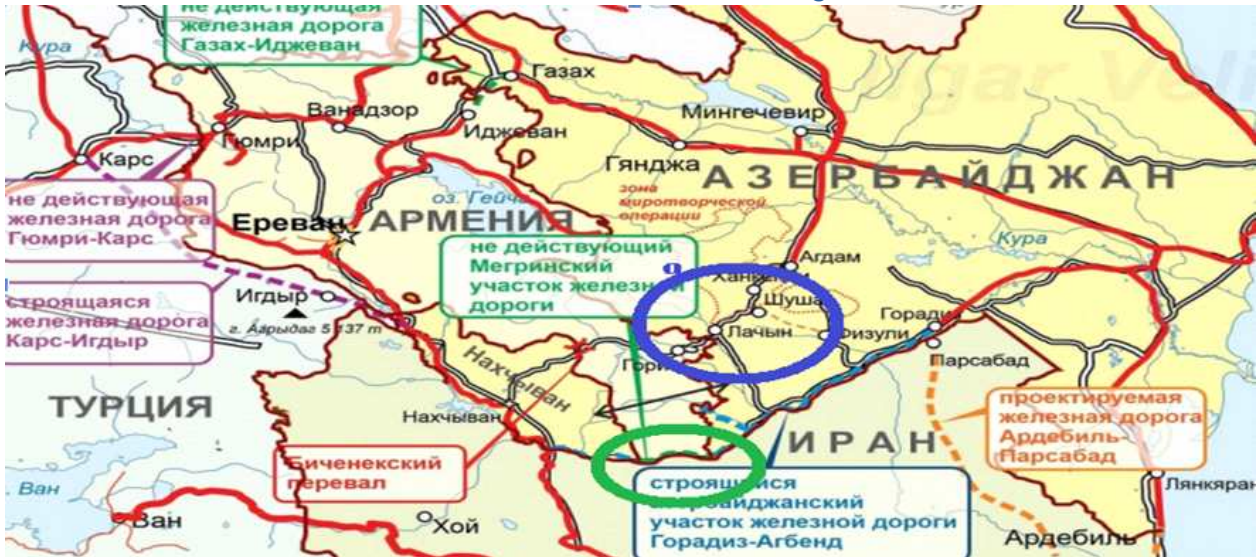 не действующая
железная дорога
Газах-Иджеван
Кура
Газах
Ванадзор
Иджеван
Гюмри
Карс
Мингечевир
Гянджа
АЗЕРБАЙДЖАН
зона
миротворческой
операции
не действующая
железная дорога
Гюмри-Карс
оз. Гейча
Ереван
АРМЕНИЯ
не действующий
Мегринский
участок железной
дороги
Кура
Агдам
Шуша
Лачын
Физули
Горадиз
Парсабад
Игдыр
г. Агрыдаг 5 137 m
строящаяся
железная дорога
Карс-Игдыр
Нахчыван
Нахчыван
ТУРЦИЯ
ИРАН
проектируемая
железная дорога
Ардебиль-
Парсабад
Биченекский
перевал
строящийся
азербайджанский
участок железной дороги
Горадиз-Агбенд
Лянкяран
Ардебиль
Хой
Ван
. Ван